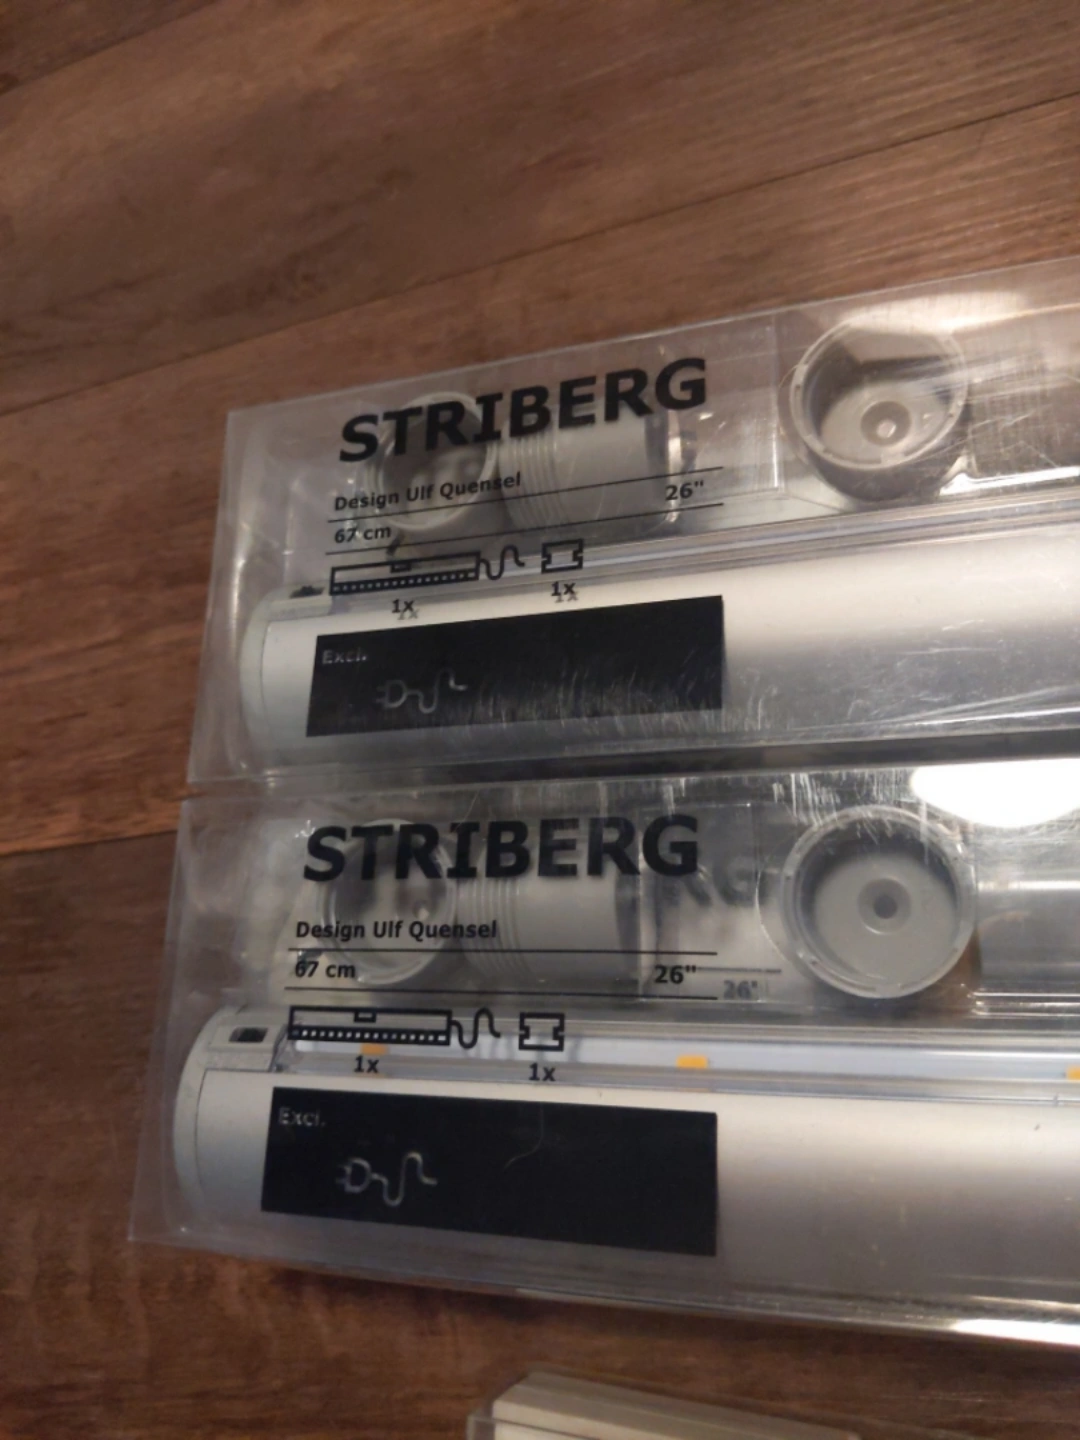 STRIBERG
Design Ulf Quensel
67 cm 26"
1x 1x
Excl.
STRIBERG
Design Ulf Quensel
67 cm 26"
26"
1x 1x
Excl.